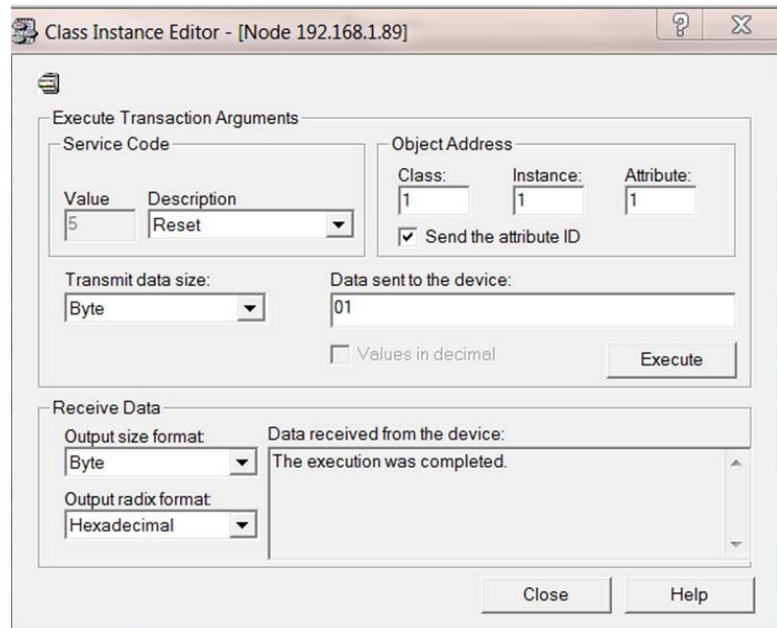 Class Instance Editor - [Node 192.168.1.89]
Execute Transaction Arguments
Service Code
Value Description
5 Reset
Object Address
Class: Instance: Attribute:
1 1 1
Send the attribute ID
Transmit data size:
Byte
Data sent to the device:
01
Values in decimal
Execute
Receive Data
Output size format:
Byte
Output radix format:
Hexadecimal
Data received from the device:
The execution was completed.
Close Help